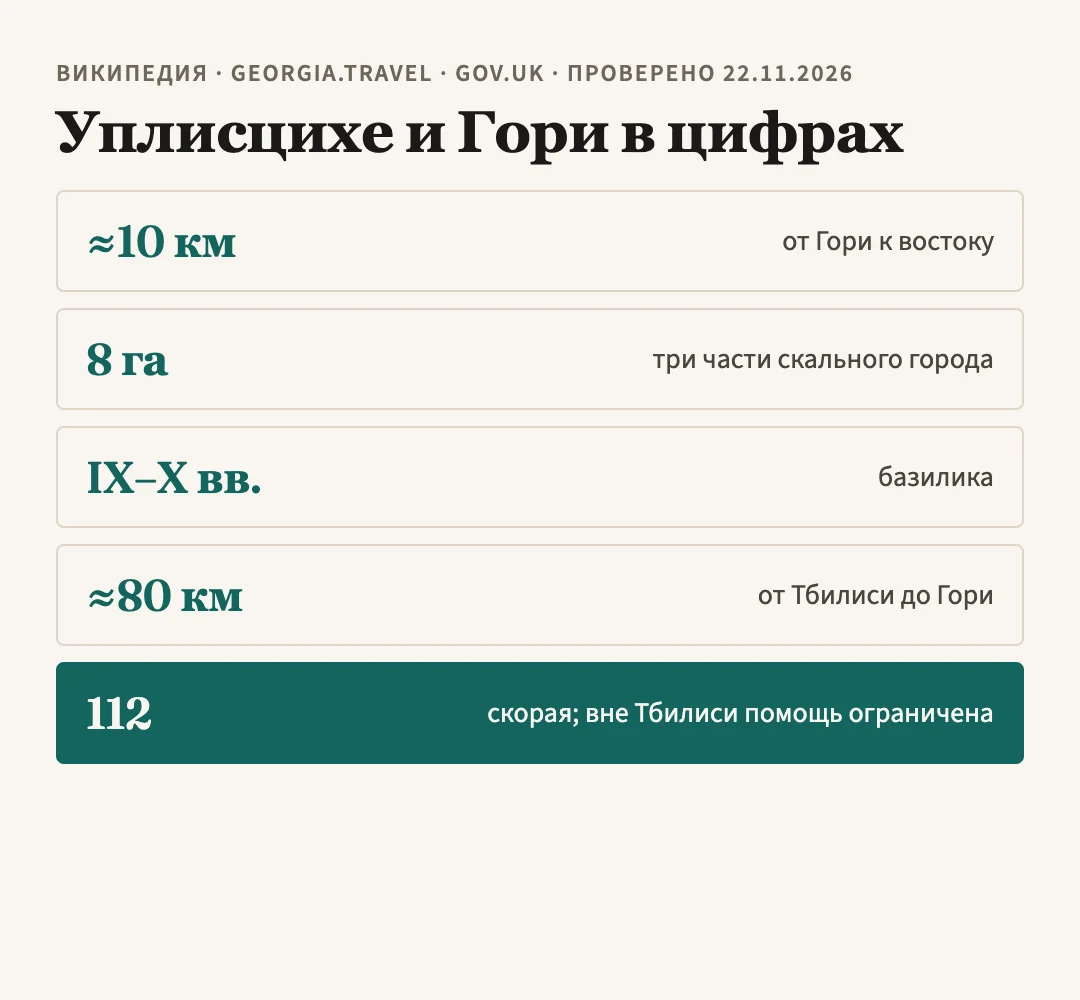 ВИКИПЕДИЯ · GEORGIA.TRAVEL · GOV.UK · ПРОВЕРЕНО 22.11.2026
Уплисцихе и Гори в цифрах
≈10 км от Гори к востоку
8 га три части скального города
IX–X вв. базилика
≈80 км от Тбилиси до Гори
112 скорая; вне Тбилиси помощь ограничена